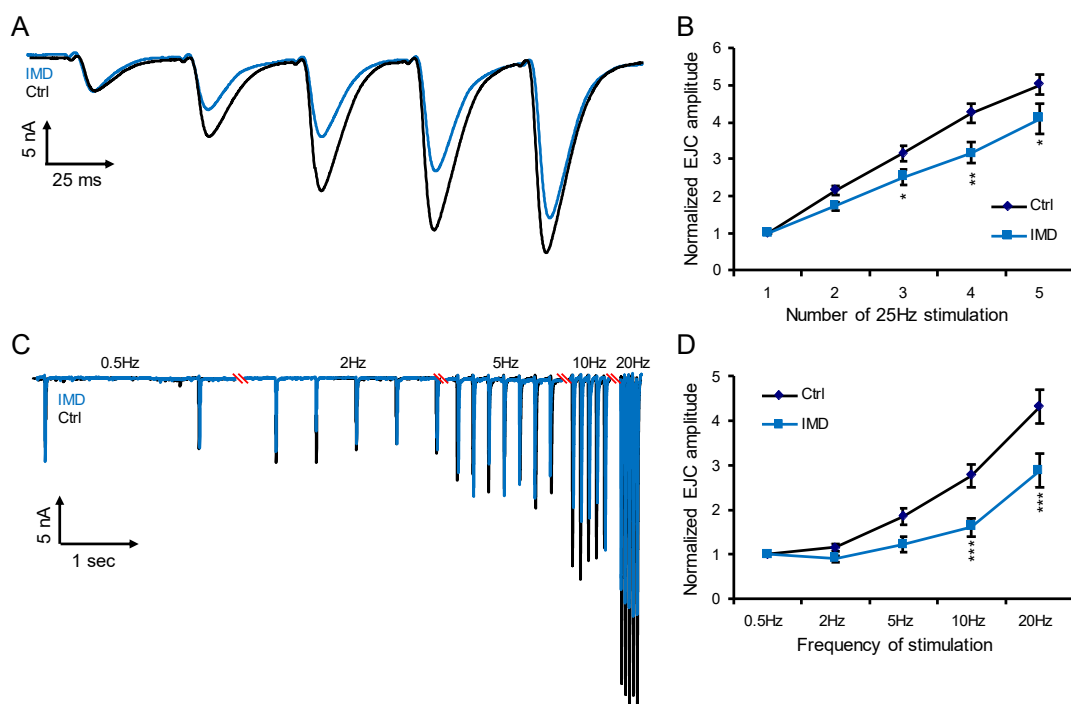 A
IMD
Ctrl
5 nA
25 ms
B
Normalized EJC amplitude
6
5
4
3
2
1
0
*
**
*
Ctrl
IMD
1 2 3 4 5
Number of 25Hz stimulation
C
0.5Hz 2Hz 5Hz 10Hz 20Hz
IMD
Ctrl
5 nA
1 sec
D
Normalized EJC amplitude
5
4
3
2
1
0
Ctrl
IMD
***
***
0.5Hz 2Hz 5Hz 10Hz 20Hz
Frequency of stimulation